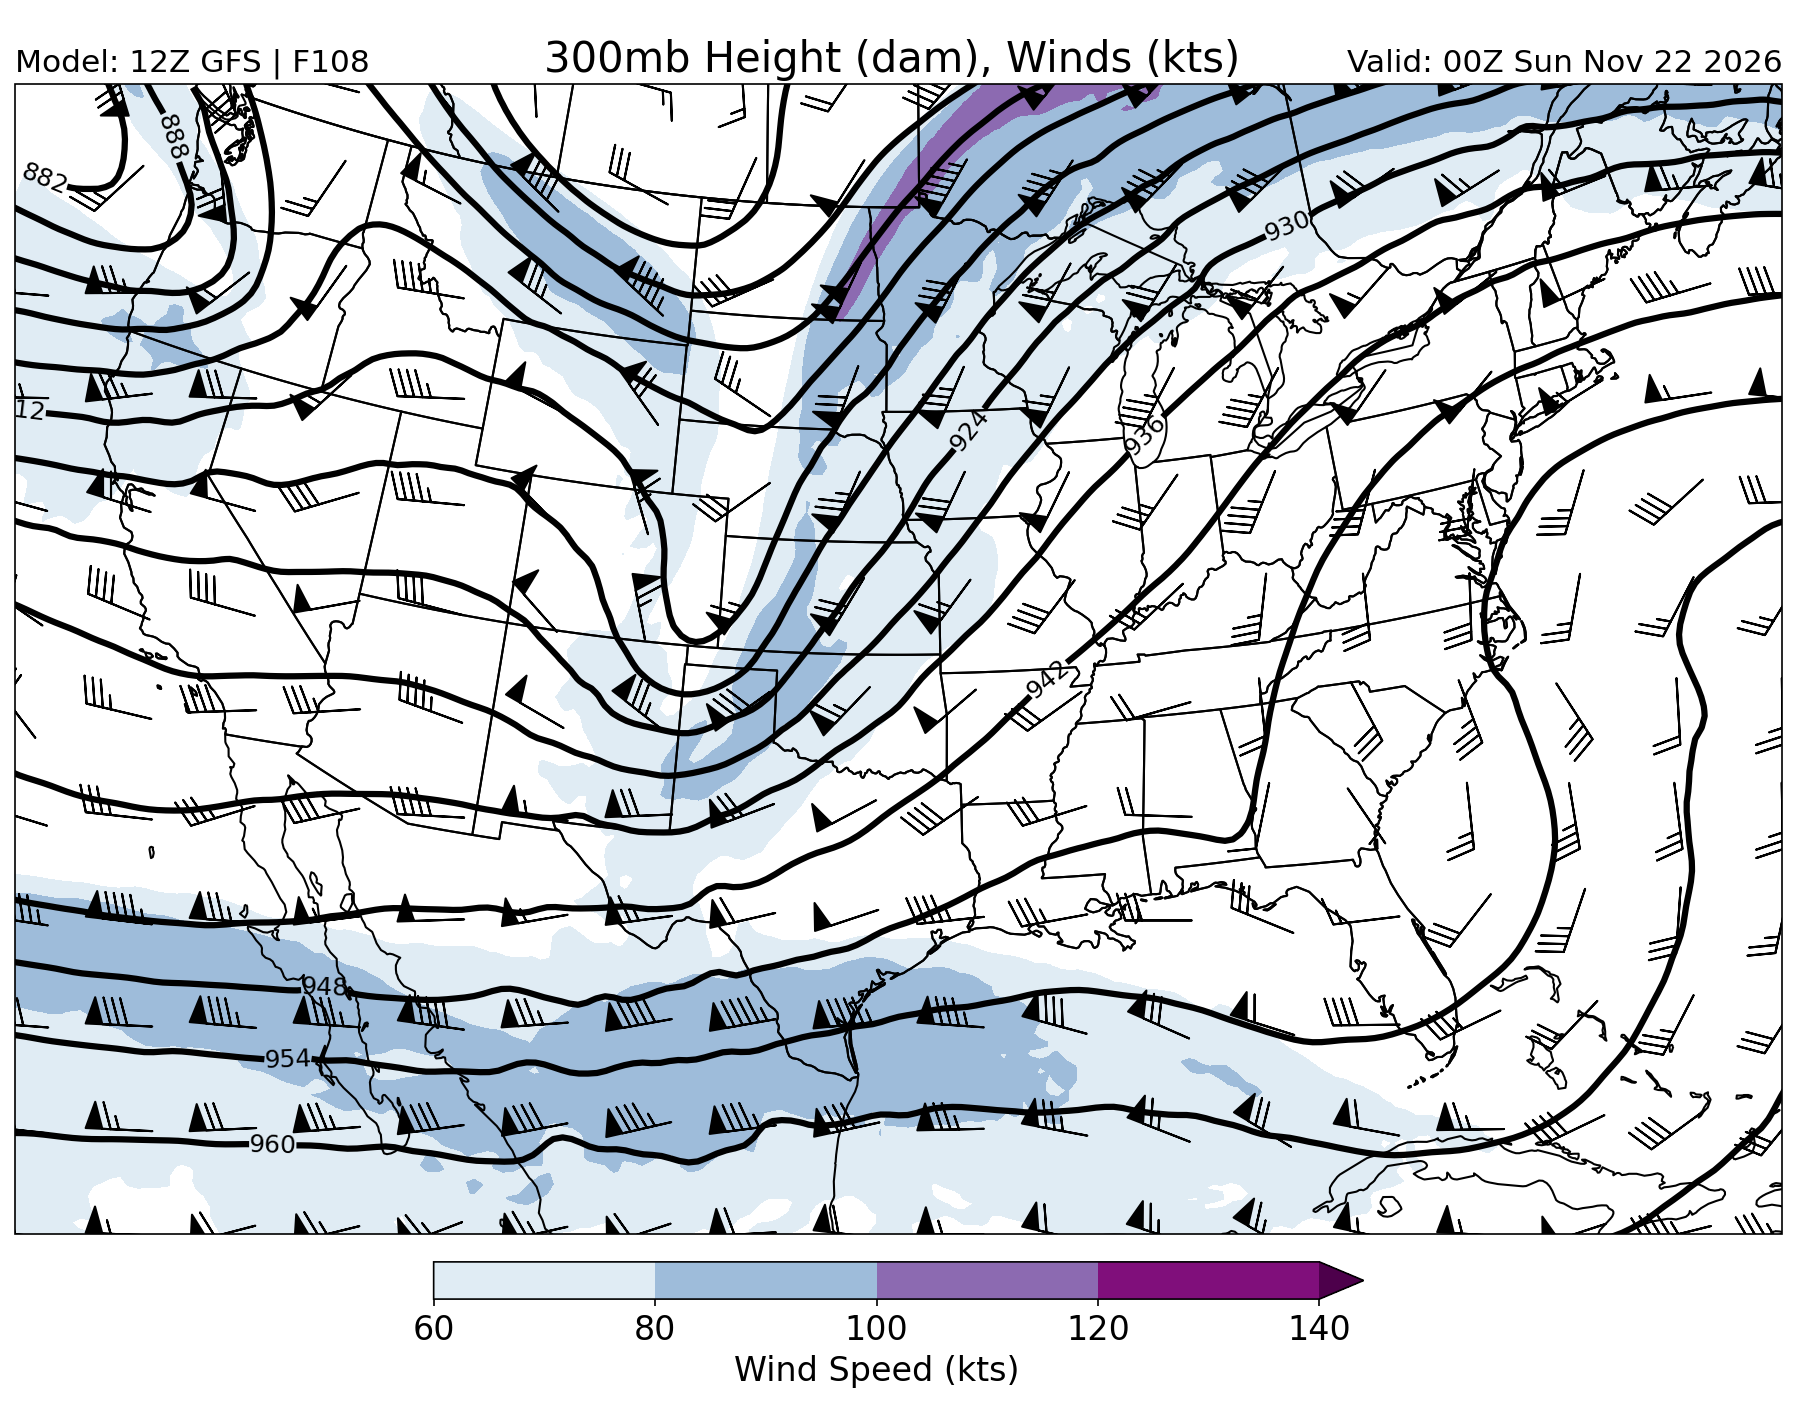 Model: 12Z GFS | F108
300mb Height (dam), Winds (kts)
Valid: 00Z Sun Nov 22 2026
888
882
930
12
924
936
942
948
954
960
60 80 100 120 140
Wind Speed (kts)